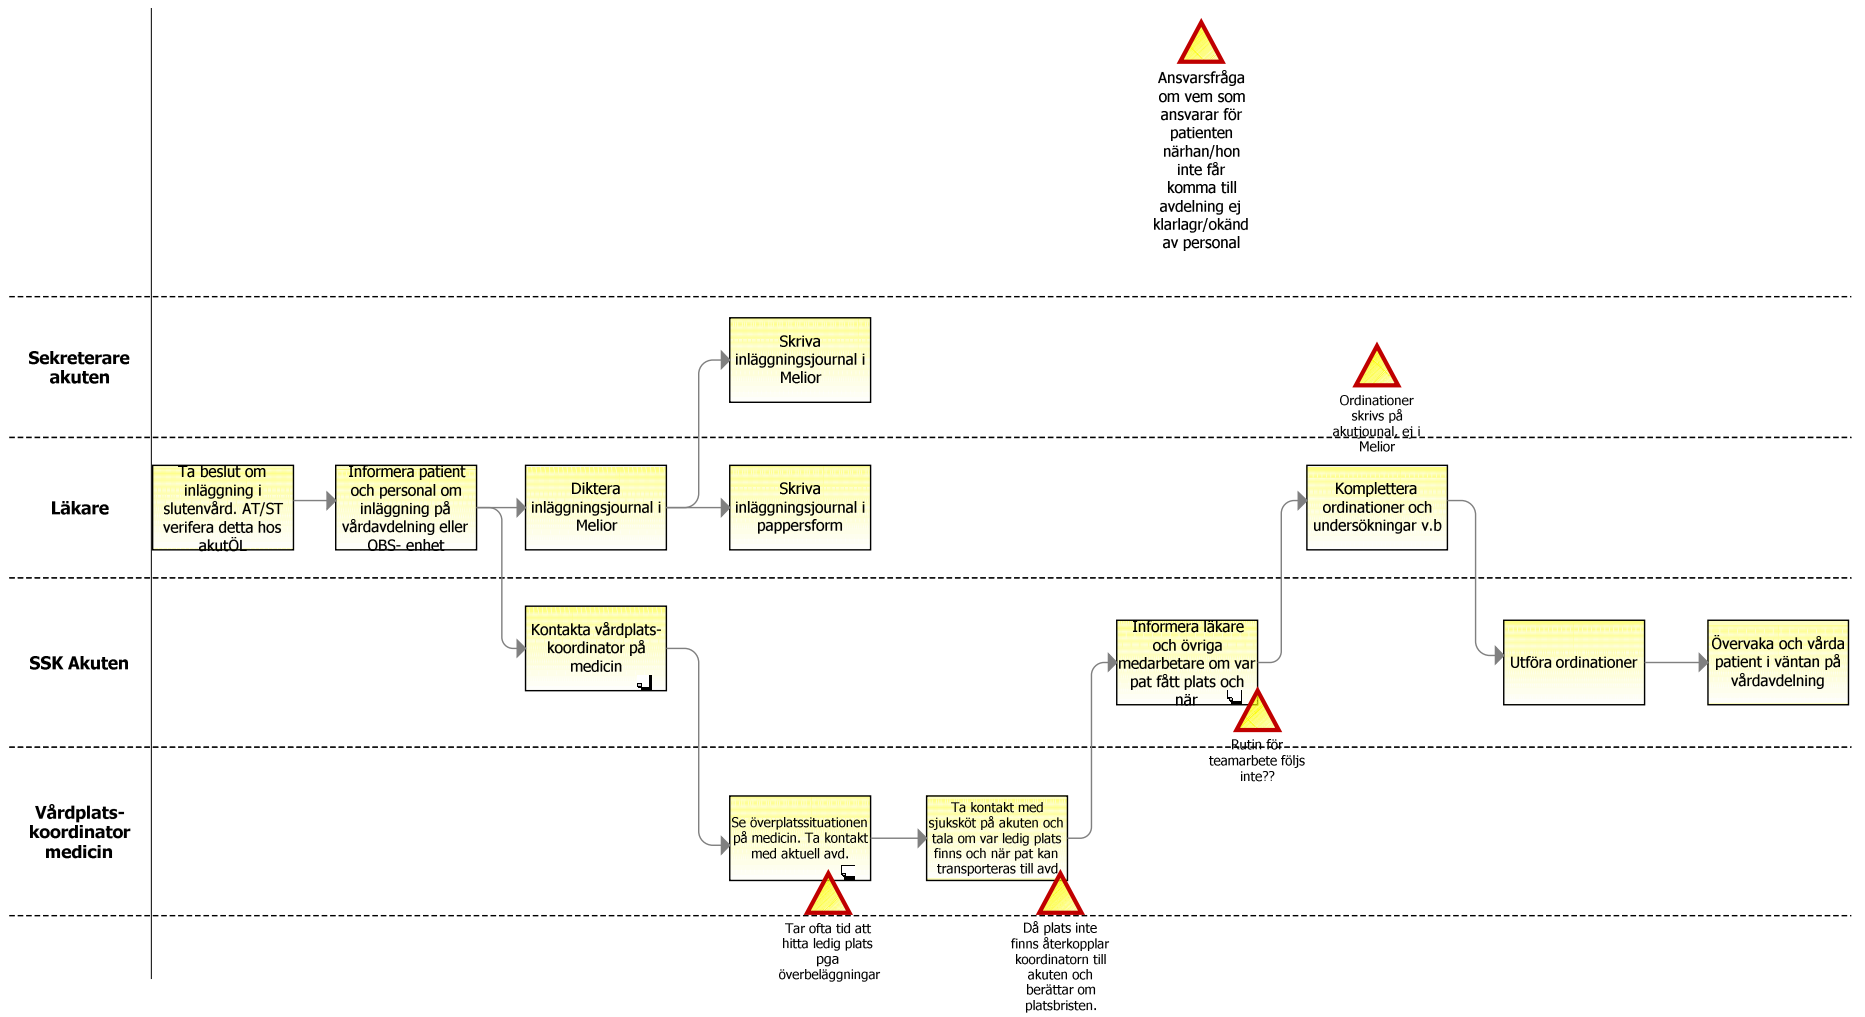 Ansvarsfråga
om vem som
ansvarar för
patienten
närhan/hon
inte får
komma till
avdelning ej
klarlagr/okänd
av personal
Sekreterare
akuten
Skriva
inläggningsjournal i
Melior
Ordinationer
skrivs på
akutjounal, ej i
Melior
Läkare
Ta beslut om
inläggning i
slutenvård. AT/ST
verifera detta hos
akutÖL
Informera patient
och personal om
inläggning på
vårdavdelning eller
OBS- enhet
Diktera
inläggningsjournal i
Melior
Skriva
inläggningsjournal i
pappersform
Komplettera
ordinationer och
undersökningar v.b
SSK Akuten
Kontakta vårdplats-
koordinator på
medicin
Informera läkare
och övriga
medarbetare om var
pat fått plats och
när
Rutin för
teamarbete följs
inte??
Utföra ordinationer
Övervaka och vårda
patient i väntan på
vårdavdelning
Vårdplats-
koordinator
medicin
Se överplatssituationen
på medicin. Ta kontakt
med aktuell avd.
Tar ofta tid att
hitta ledig plats
pga
överbeläggningar
Ta kontakt med
sjuksköt på akuten och
tala om var ledig plats
finns och när pat kan
transporteras till avd
Då plats inte
finns återkopplar
koordinatorn till
akuten och
berättar om
platsbristen.